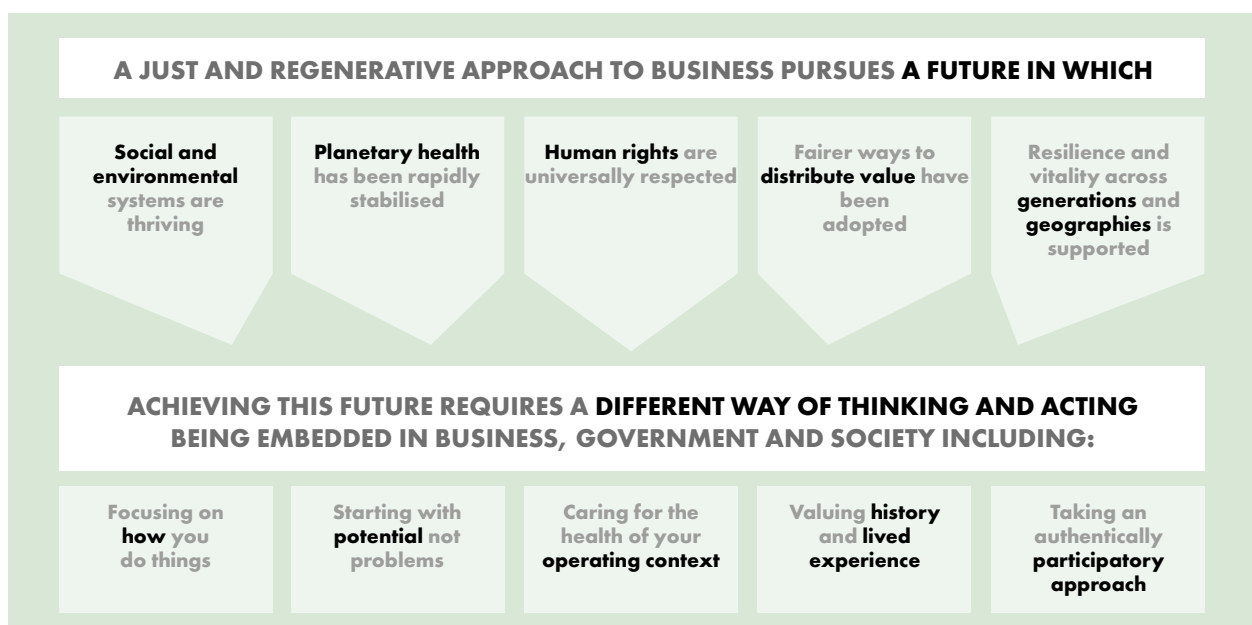 A JUST AND REGENERATIVE APPROACH TO BUSINESS PURSUES A FUTURE IN WHICH
Social and
environmental
systems are
thriving
Planetary health
has been rapidly
stabilised
Human rights are
universally respected
Fairer ways to
distribute value have
been
adopted
Resilience and
vitality across
generations and
geographies is
supported
ACHIEVING THIS FUTURE REQUIRES A DIFFERENT WAY OF THINKING AND ACTING
BEING EMBEDDED IN BUSINESS, GOVERNMENT AND SOCIETY INCLUDING:
Focusing on
how you
do things
Starting with
potential not
problems
Caring for the
health of your
operating context
Valuing history
and lived
experience
Taking an
authentically
participatory
approach